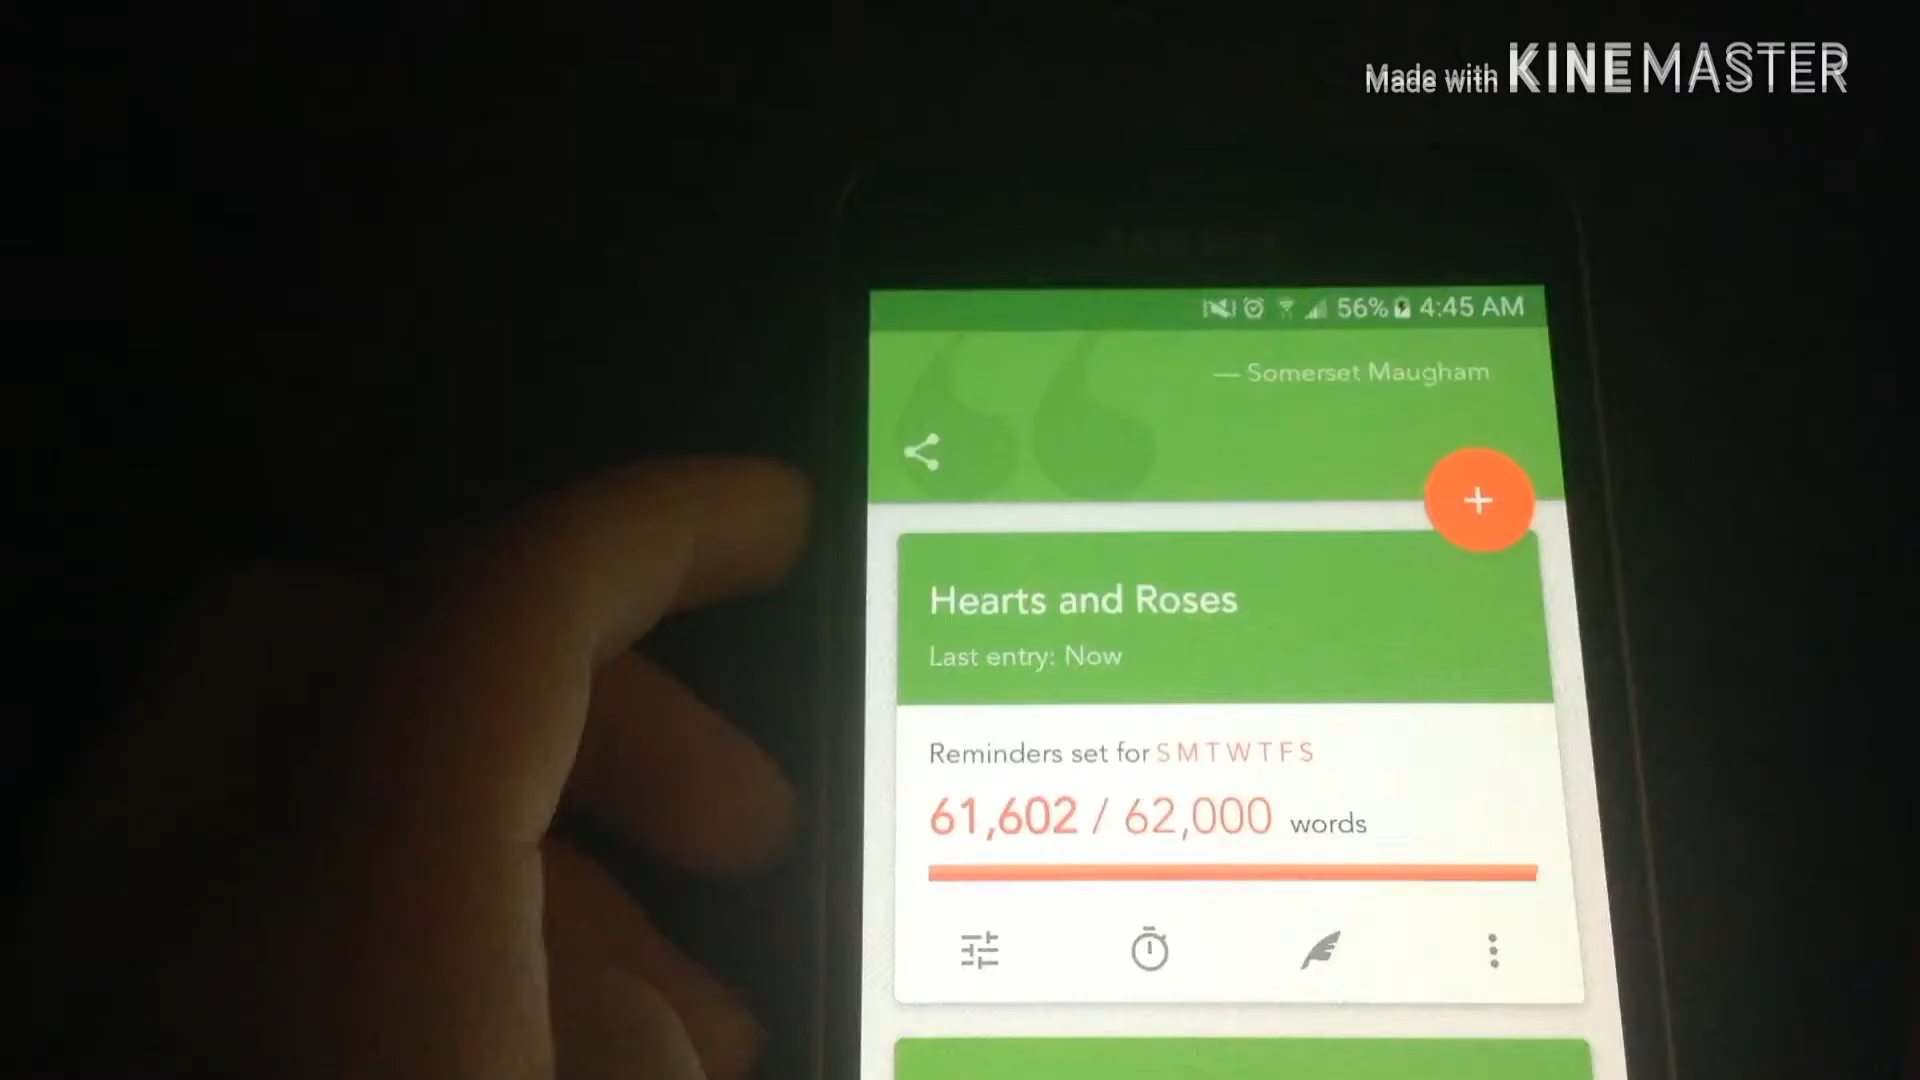 Made with KINEMASTER
56% 4:45 AM
— Somerset Maugham
+
Hearts and Roses
Last entry: Now
Reminders set for S M T W T F S
61,602 / 62,000 words